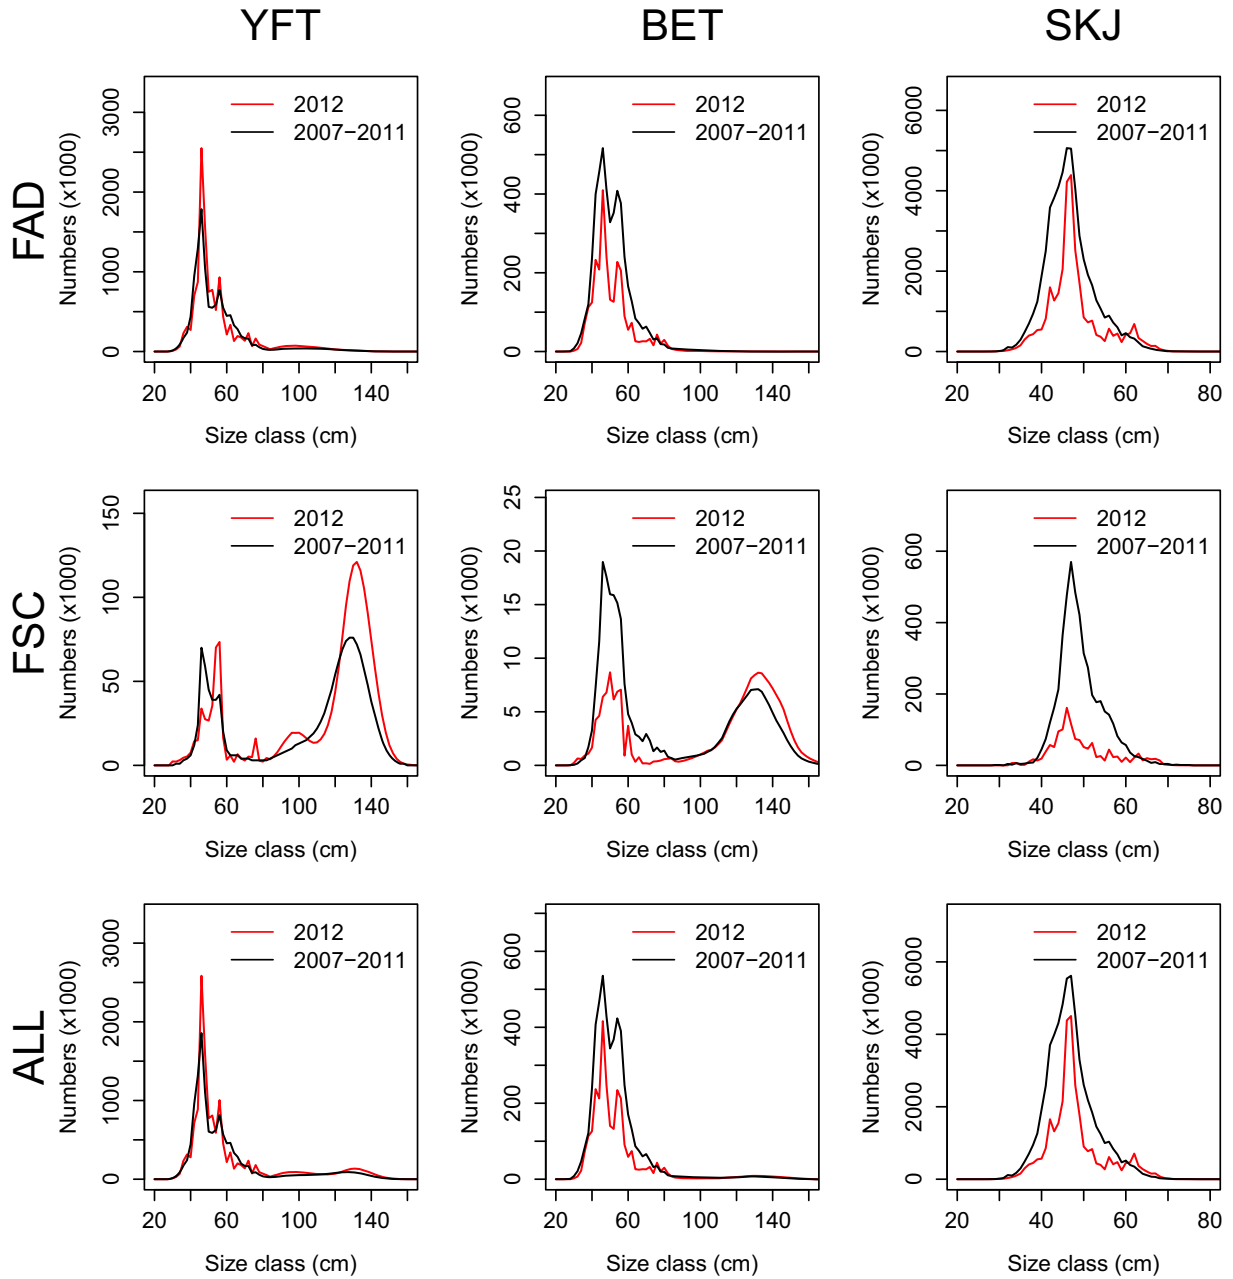 YFT BET SKJ
FAD
Numbers (x1000)
0 1000 2000 3000
2012
2007−2011
20 60 100 140
Size class (cm)
Numbers (x1000)
0 200 400 600
2012
2007−2011
20 60 100 140
Size class (cm)
Numbers (x1000)
0 2000 4000 6000
2012
2007−2011
20 40 60 80
Size class (cm)
FSC
Numbers (x1000)
0 50 100 150
2012
2007−2011
20 60 100 140
Size class (cm)
Numbers (x1000)
0 5 10 15 20 25
2012
2007−2011
20 60 100 140
Size class (cm)
Numbers (x1000)
0 200 400 600
2012
2007−2011
20 40 60 80
Size class (cm)
ALL
Numbers (x1000)
0 1000 2000 3000
2012
2007−2011
20 60 100 140
Size class (cm)
Numbers (x1000)
0 200 400 600
2012
2007−2011
20 60 100 140
Size class (cm)
Numbers (x1000)
0 2000 4000 6000
2012
2007−2011
20 40 60 80
Size class (cm)